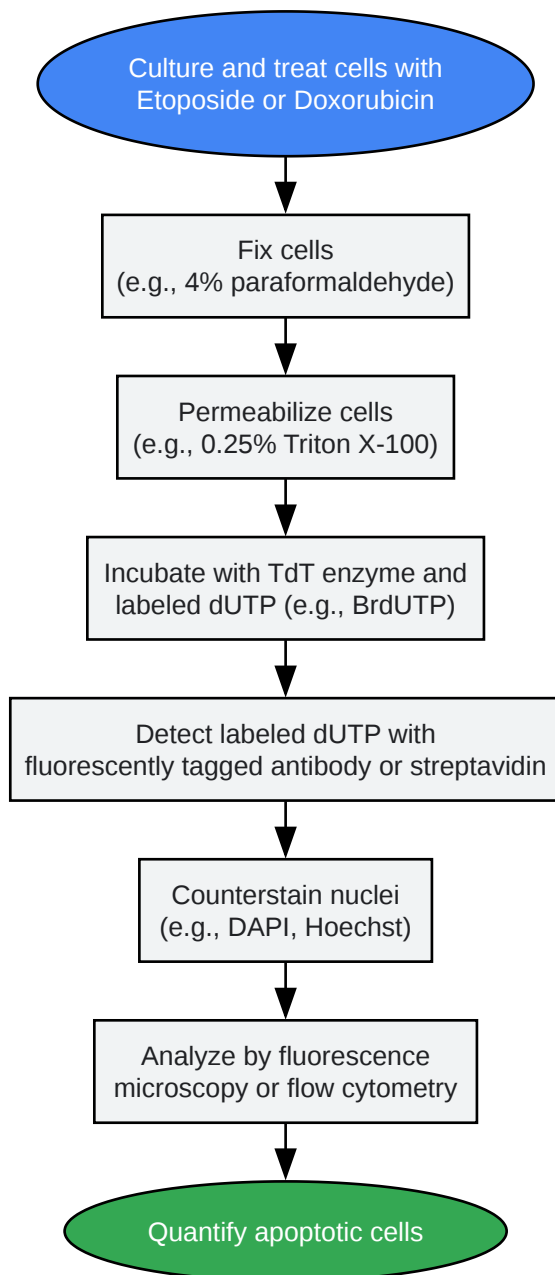 Culture and treat cells with
Etoposide or Doxorubicin
Fix cells
(e.g., 4% paraformaldehyde)
Permeabilize cells
(e.g., 0.25% Triton X-100)
Incubate with TdT enzyme and
labeled dUTP (e.g., BrdUTP)
Detect labeled dUTP with
fluorescently tagged antibody or streptavidin
Counterstain nuclei
(e.g., DAPI, Hoechst)
Analyze by fluorescence
microscopy or flow cytometry
Quantify apoptotic cells